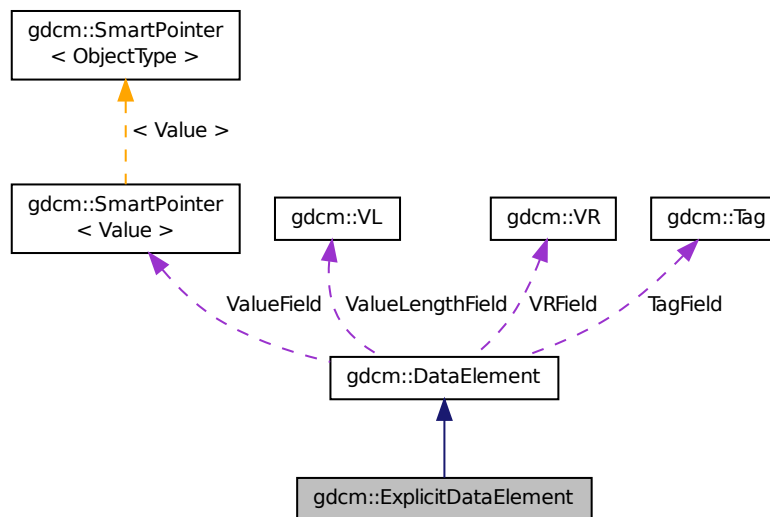 gdcm::SmartPointer
< ObjectType >
< Value >
gdcm::SmartPointer
< Value >
gdcm::VL
gdcm::VR
gdcm::Tag
ValueField
ValueLengthField
VRField
TagField
gdcm::DataElement
gdcm::ExplicitDataElement